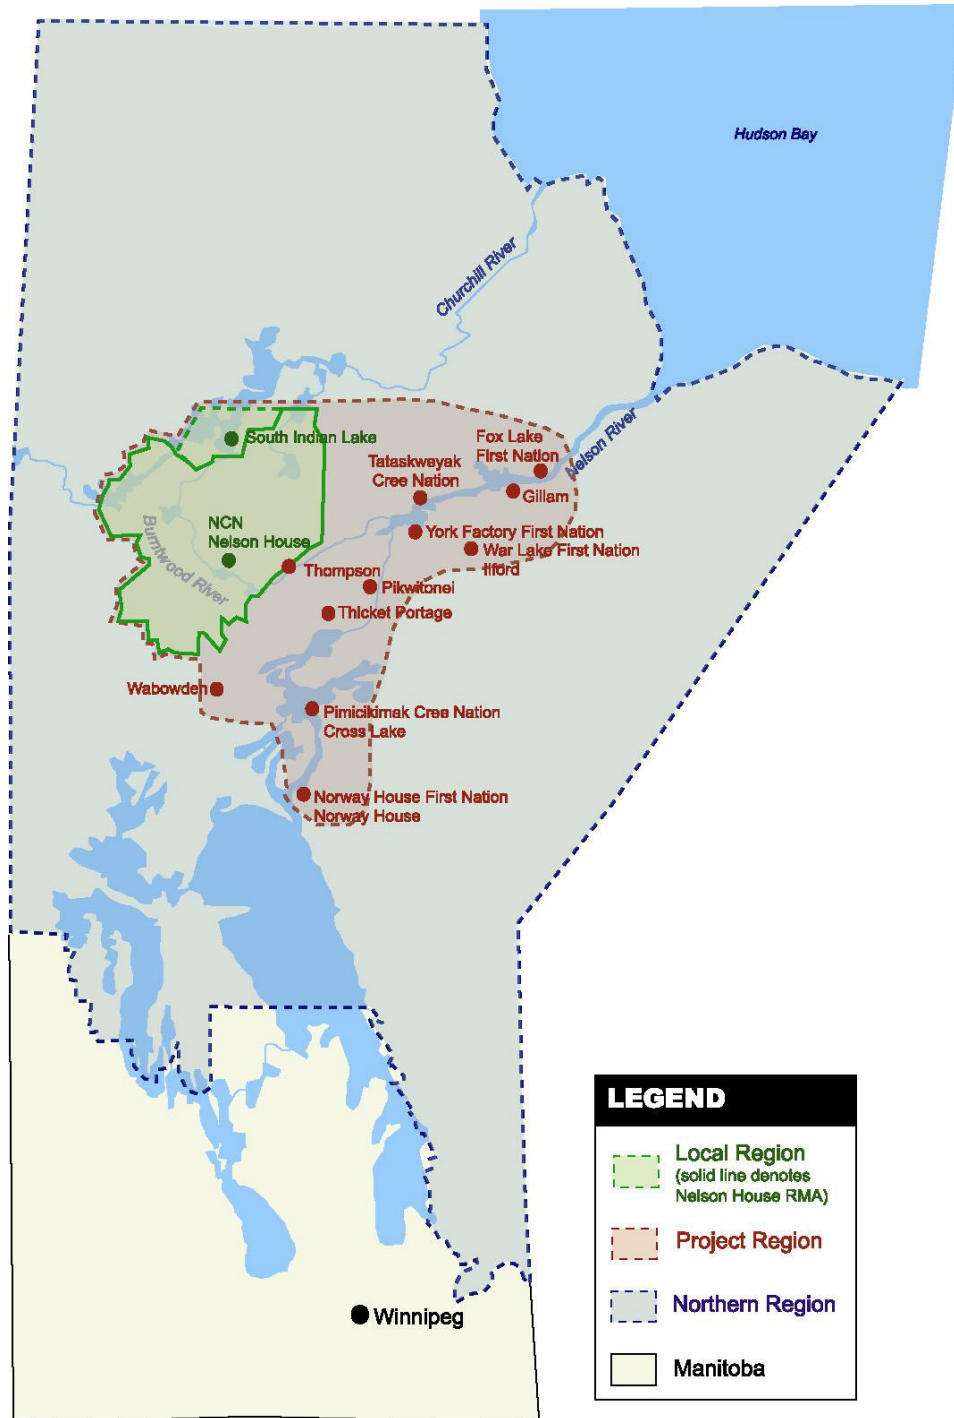 Hudson Bay
Churchill River
Nelson River
South Indian Lake
Fox Lake
First Nation
Tataskweyak
Cree Nation
Gillam
NCN
Nelson House
Burntwood River
York Factory First Nation
War Lake First Nation
Ilford
Thompson
Pikwitonei
Thicket Portage
Wabowden
Pimicikimak Cree Nation
Cross Lake
Norway House First Nation
Norway House
LEGEND
Local Region
(solid line denotes
Nelson House RMA)
Project Region
Northern Region
Manitoba
Winnipeg